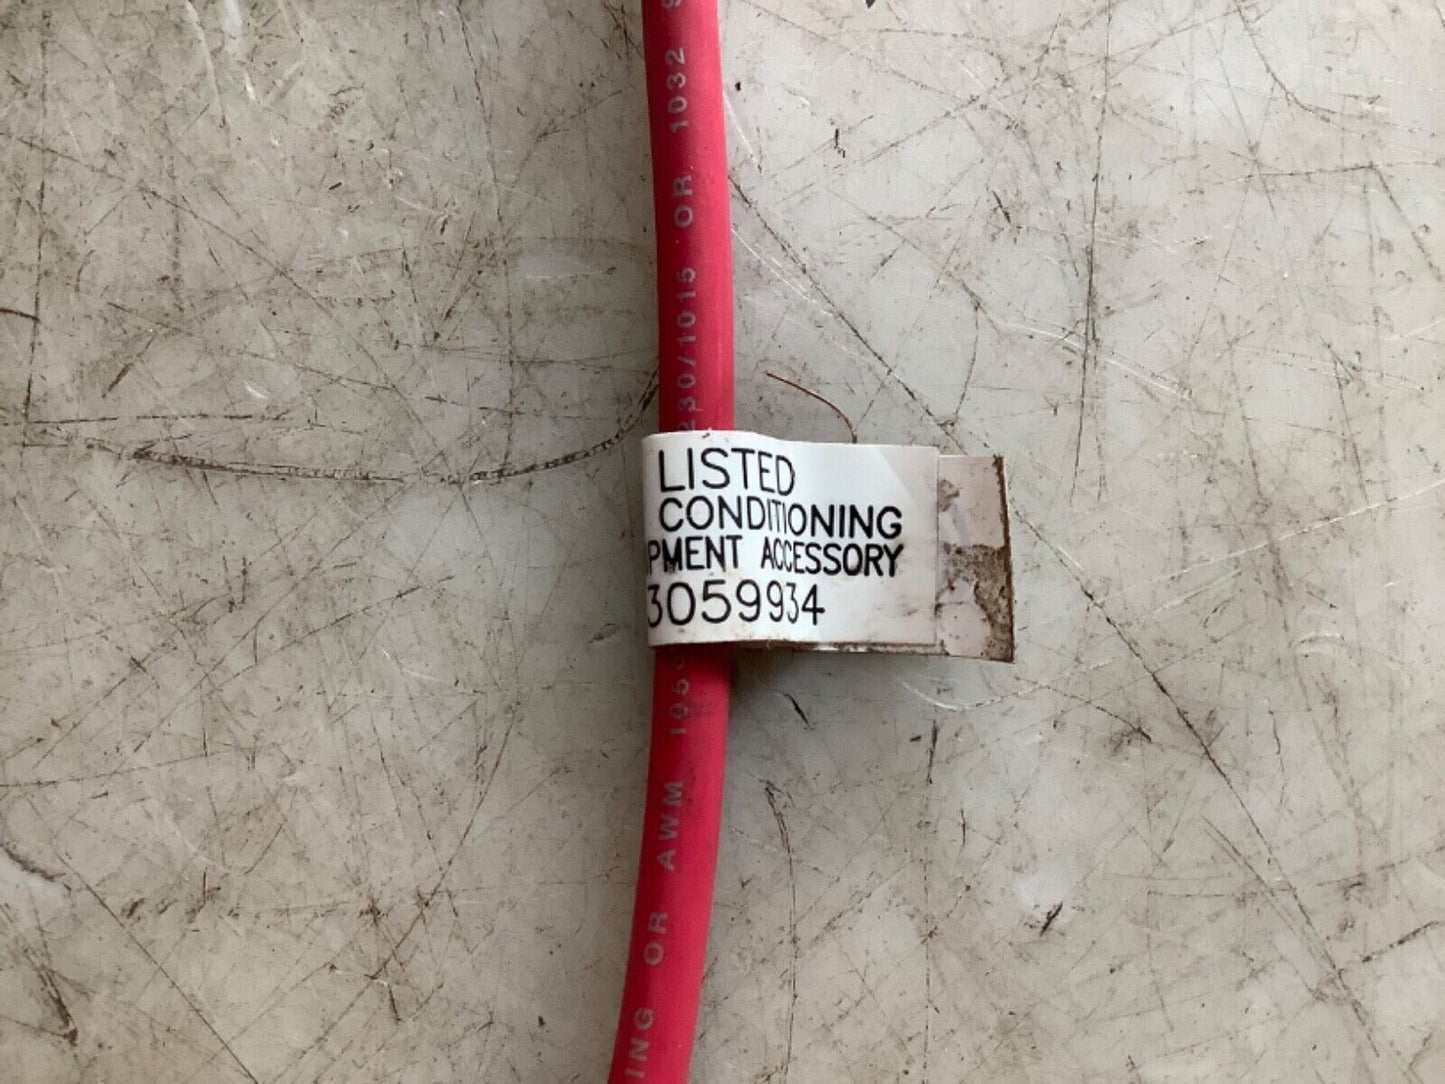 LISTED
CONDITIONING
PMENT ACCESSORY
3059934
ING OR AWM 105 230/1015 OR 1032